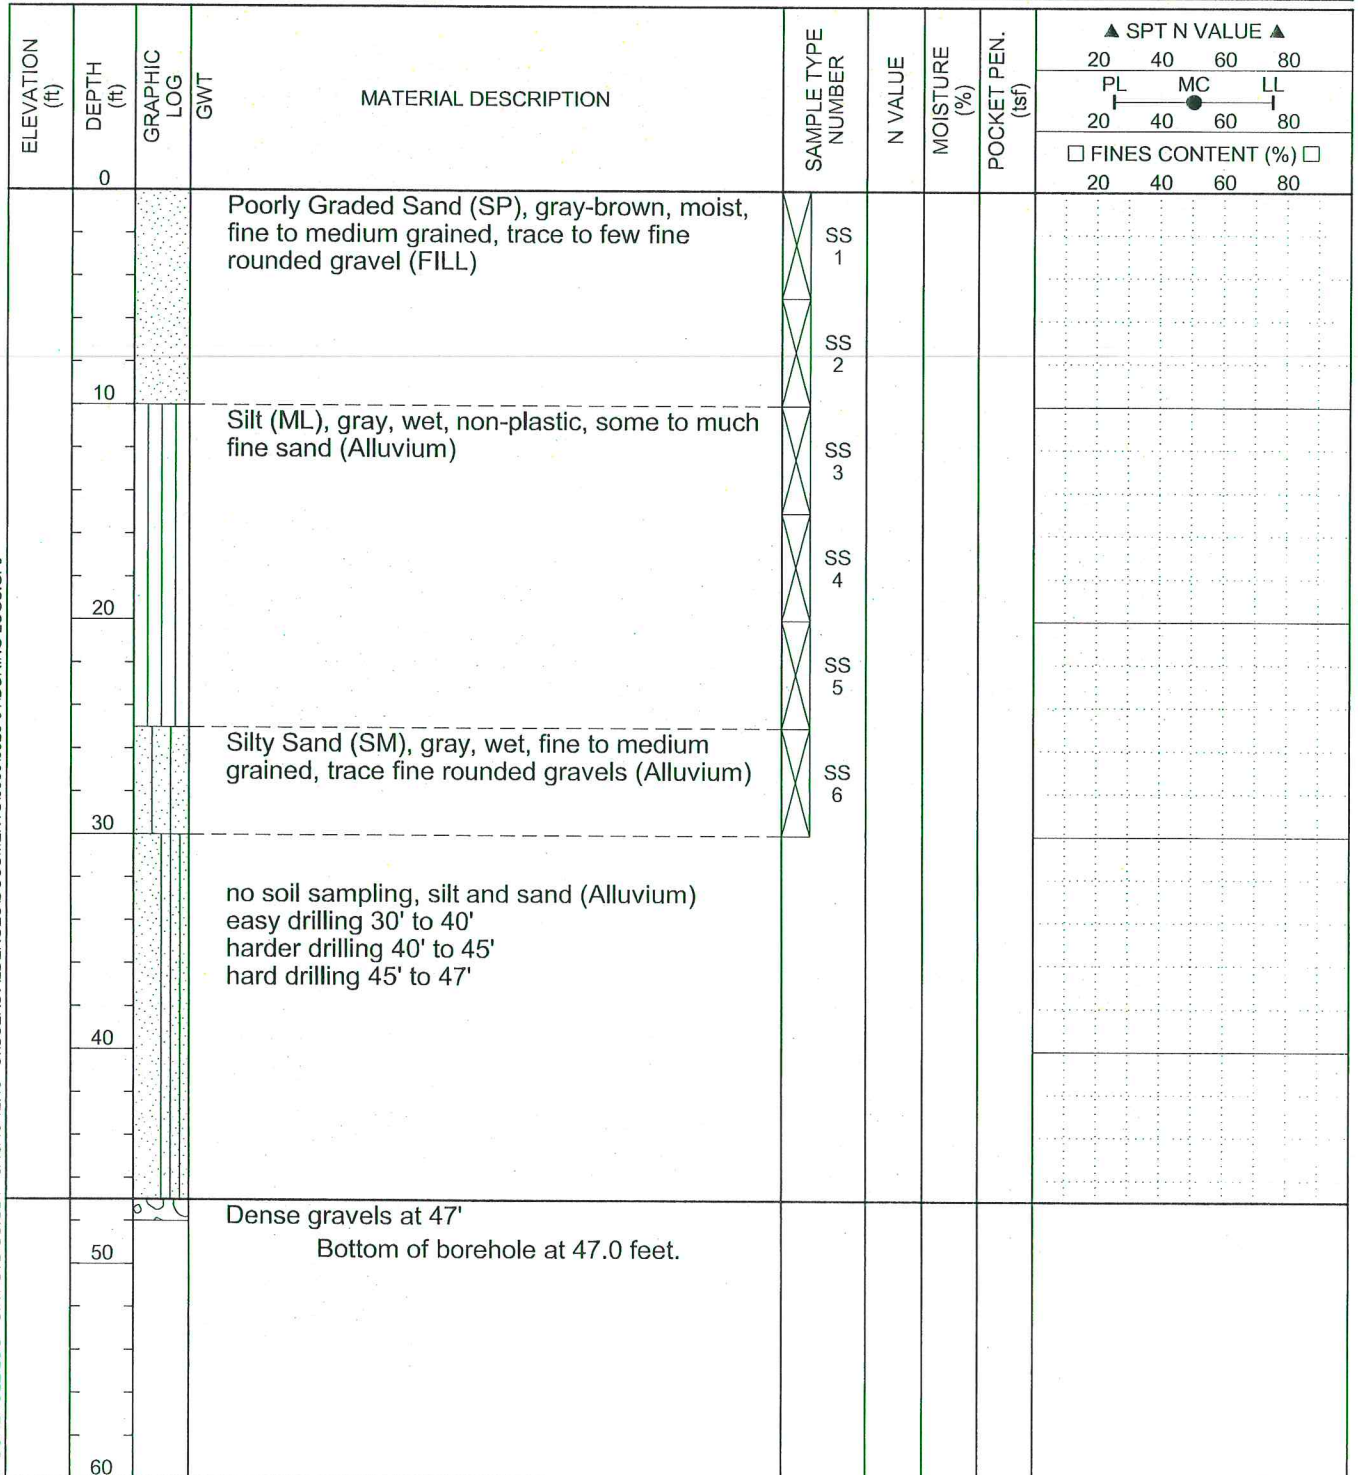 ELEVATION
(ft)
DEPTH
(ft)
GRAPHIC
LOG
GWT
MATERIAL DESCRIPTION
SAMPLE TYPE
NUMBER
N VALUE
MOISTURE
(%)
POCKET PEN.
(tsf)
▲ SPT N VALUE ▲
20 40 60 80
PL MC LL
20 40 60 80
□ FINES CONTENT (%) □
20 40 60 80
0
Poorly Graded Sand (SP), gray-brown, moist,
fine to medium grained, trace to few fine
rounded gravel (FILL)
SS
1
SS
2
10
Silt (ML), gray, wet, non-plastic, some to much
fine sand (Alluvium)
SS
3
SS
4
20
SS
5
Silty Sand (SM), gray, wet, fine to medium
grained, trace fine rounded gravels (Alluvium)
SS
6
30
no soil sampling, silt and sand (Alluvium)
easy drilling 30' to 40'
harder drilling 40' to 45'
hard drilling 45' to 47'
40
Dense gravels at 47'
Bottom of borehole at 47.0 feet.
50
60